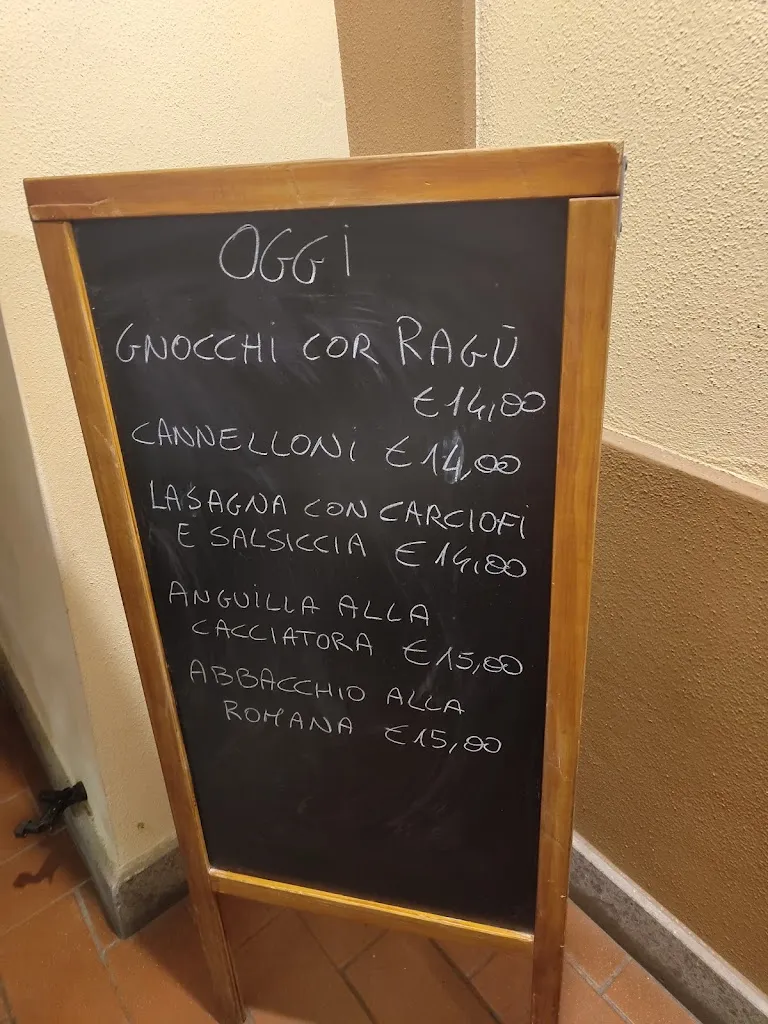 OGGI
GNOCCHI COR RAGÙ
€14,00
CANNELLONI €14,00
LASAGNA CON CARCIOFI
E SALSICCIA €14,00
ANGUILLA ALLA
CACCIATORA €15,00
ABBACCHIO ALLA
ROMANA €15,00